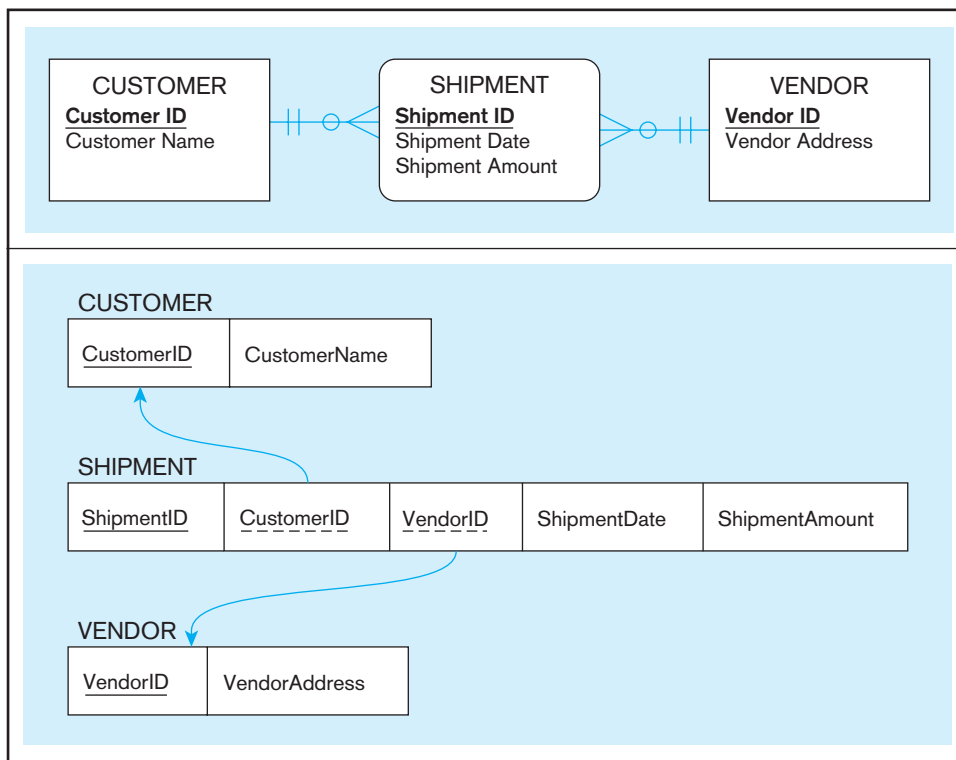 CUSTOMER
Customer ID
Customer Name
SHIPMENT
Shipment ID
Shipment Date
Shipment Amount
VENDOR
Vendor ID
Vendor Address
CUSTOMER
CustomerID CustomerName
SHIPMENT
ShipmentID CustomerID VendorID ShipmentDate ShipmentAmount
VENDOR
VendorID VendorAddress